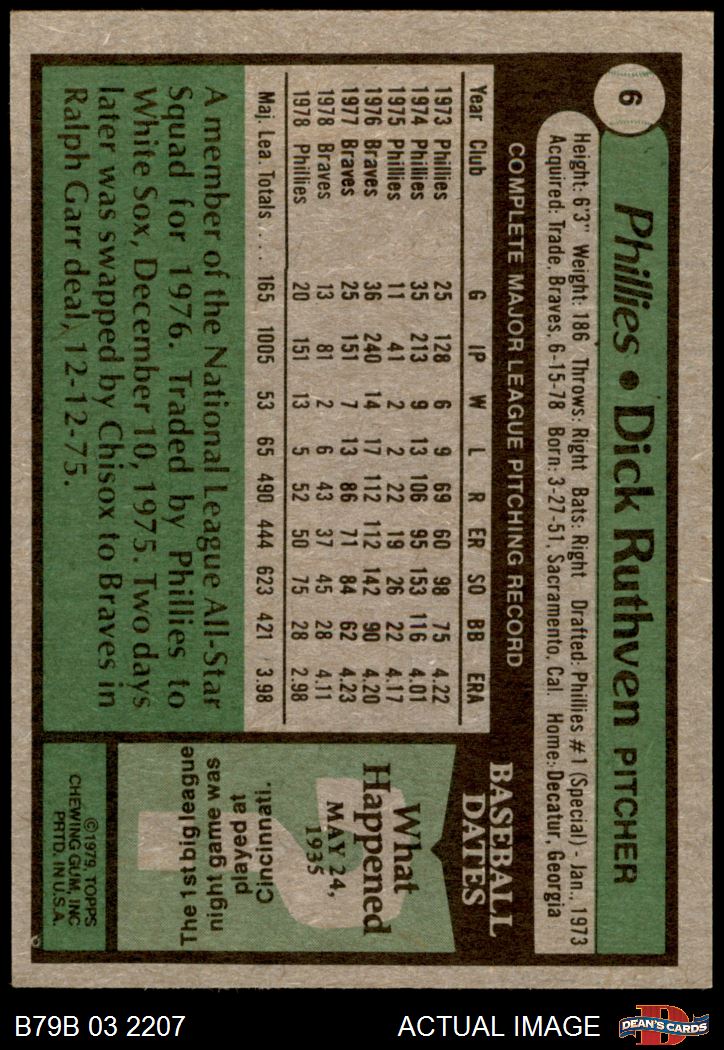 6
Phillies • Dick Ruthven PITCHER
Height: 6'3" Weight: 186 Throws: Right Bats: Right Drafted: Phillies #1 (Special) - Jan., 1973
Acquired: Trade, Braves, 6-15-78 Born: 3-27-51, Sacramento, Cal. Home: Decatur, Georgia
COMPLETE MAJOR LEAGUE PITCHING RECORD
Year Club G IP W L R ER SO BB ERA
1973 Phillies 25 128 6 9 69 60 98 75 4.22
1974 Phillies 35 213 9 13 106 95 153 116 4.01
1975 Phillies 11 41 2 2 22 19 26 22 4.17
1976 Braves 36 240 14 17 112 112 142 90 4.20
1977 Braves 25 151 7 13 86 71 84 62 4.23
1978 Braves 13 81 2 6 43 37 45 28 4.11
1978 Phillies 20 151 13 5 52 50 75 28 2.98
Maj. Lea. Totals . . . 165 1005 53 65 490 444 623 421 3.98
A member of the National League All-Star
Squad for 1976. Traded by Phillies to
White Sox, December 10, 1975. Two days
later was swapped by Chisox to Braves in
Ralph Garr deal, 12-12-75.
BASEBALL
DATES
What
Happened
MAY 24,
1935
The 1st big league
night game was
played at
Cincinnati.
©1979, TOPPS
CHEWING GUM, INC
PRTD. IN U.S.A.
B79B 03 2207 ACTUAL IMAGE
D
DEAN'S CARDS